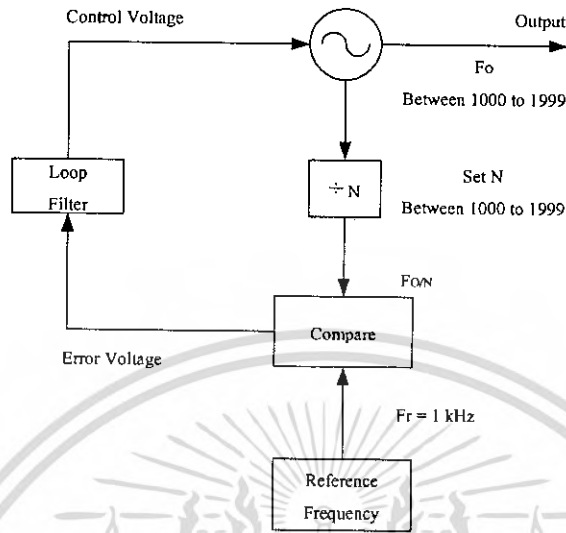 Control Voltage
Output
Fo
Between 1000 to 1999
Loop
Filter
÷ N
Set N
Between 1000 to 1999
FO/N
Compare
Error Voltage
Fr = 1 kHz
Reference
Frequency